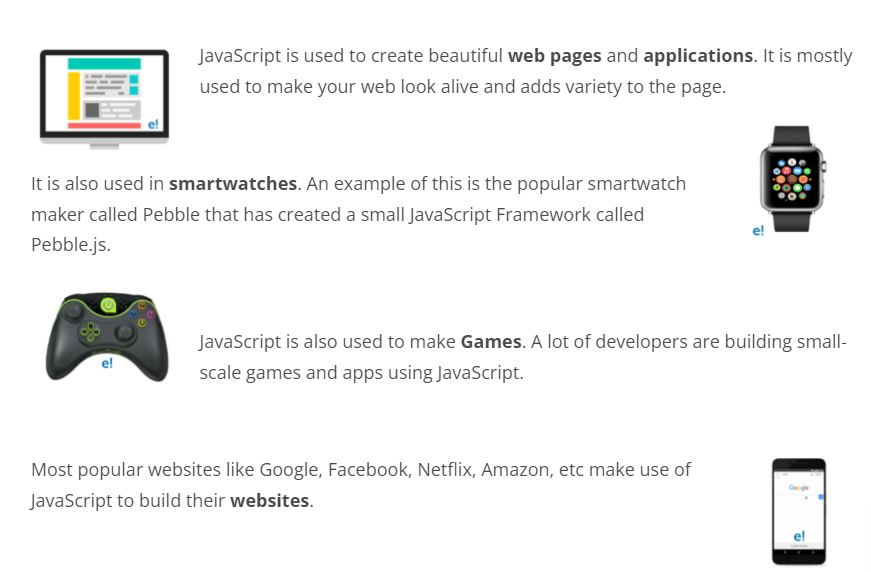 JavaScript is used to create beautiful web pages and applications. It is mostly
used to make your web look alive and adds variety to the page.
e!
It is also used in smartwatches. An example of this is the popular smartwatch
maker called Pebble that has created a small JavaScript Framework called
Pebble.js.
e!
JavaScript is also used to make Games. A lot of developers are building small-
scale games and apps using JavaScript.
e!
Most popular websites like Google, Facebook, Netflix, Amazon, etc make use of
JavaScript to build their websites.
Google
e!